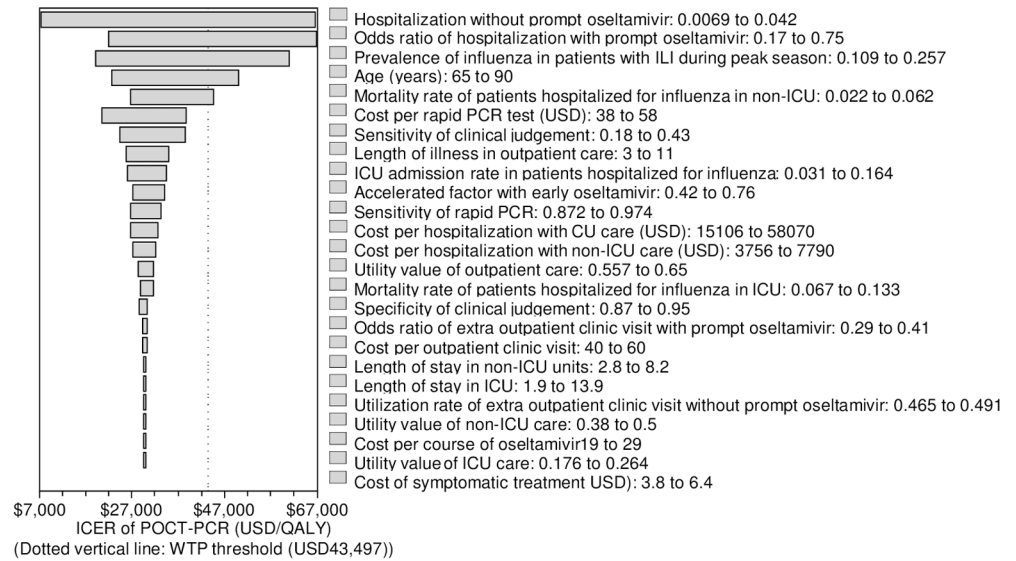 Hospitalization without prompt oseltamivir: 0.0069 to 0.042
Odds ratio of hospitalization with prompt oseltamivir: 0.17 to 0.75
Prevalence of influenza in patients with ILI during peak season: 0.109 to 0.257
Age (years): 65 to 90
Mortality rate of patients hospitalized for influenza in non-ICU: 0.022 to 0.062
Cost per rapid PCR test (USD): 38 to 58
Sensitivity of clinical judgement: 0.18 to 0.43
Length of illness in outpatient care: 3 to 11
ICU admission rate in patients hospitalized for influenza: 0.031 to 0.164
Accelerated factor with early oseltamivir: 0.42 to 0.76
Sensitivity of rapid PCR: 0.872 to 0.974
Cost per hospitalization with CU care (USD): 15106 to 58070
Cost per hospitalization with non-ICU care (USD): 3756 to 7790
Utility value of outpatient care: 0.557 to 0.65
Mortality rate of patients hospitalized for influenza in ICU: 0.067 to 0.133
Specificity of clinical judgement: 0.87 to 0.95
Odds ratio of extra outpatient clinic visit with prompt oseltamivir: 0.29 to 0.41
Cost per outpatient clinic visit: 40 to 60
Length of stay in non-ICU units: 2.8 to 8.2
Length of stay in ICU: 1.9 to 13.9
Utilization rate of extra outpatient clinic visit without prompt oseltamivir: 0.465 to 0.491
Utility value of non-ICU care: 0.38 to 0.5
Cost per course of oseltamivir19 to 29
Utility value of ICU care: 0.176 to 0.264
Cost of symptomatic treatment USD): 3.8 to 6.4
$7,000 $27,000 $47,000 $67,000
ICER of POCT-PCR (USD/QALY)
(Dotted vertical line: WTP threshold (USD43,497))